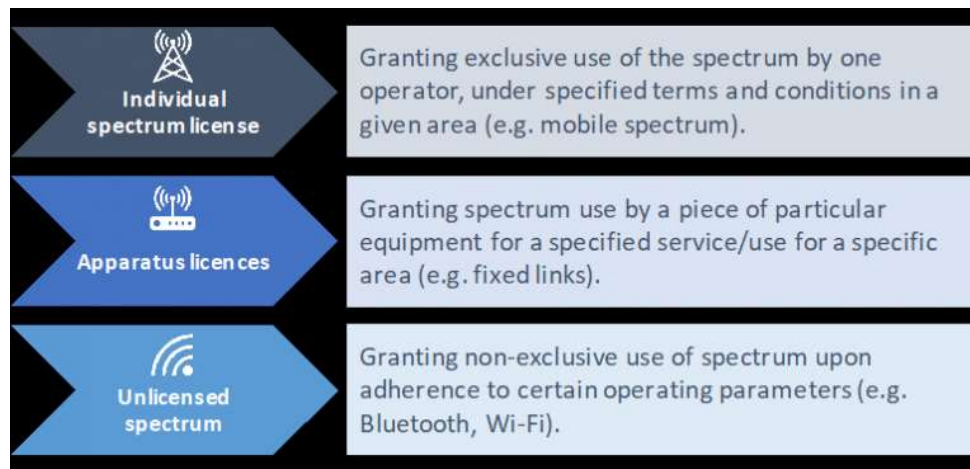 Individual
spectrum license
Granting exclusive use of the spectrum by one
operator, under specified terms and conditions in a
given area (e.g. mobile spectrum).
Apparatus licences
Granting spectrum use by a piece of particular
equipment for a specified service/use for a specific
area (e.g. fixed links).
Unlicensed
spectrum
Granting non-exclusive use of spectrum upon
adherence to certain operating parameters (e.g.
Bluetooth, Wi-Fi).